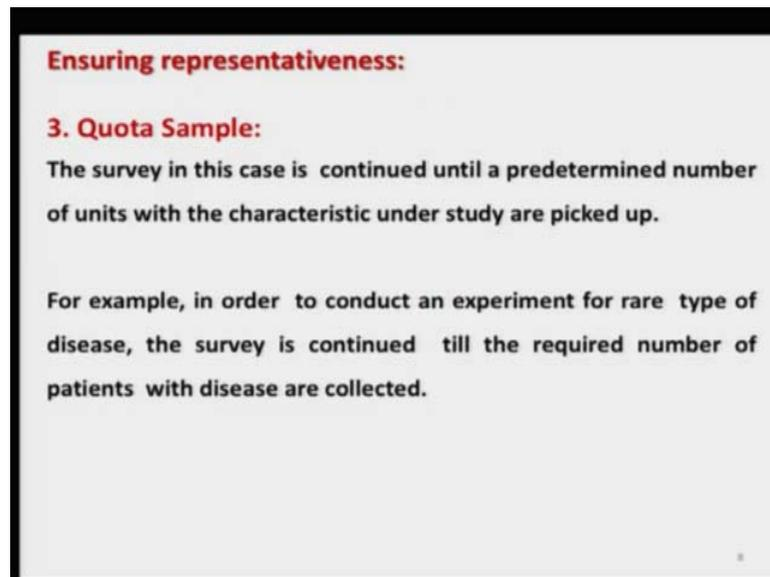 Ensuring representativeness:
3. Quota Sample:
The survey in this case is continued until a predetermined number
of units with the characteristic under study are picked up.
For example, in order to conduct an experiment for rare type of
disease, the survey is continued till the required number of
patients with disease are collected.